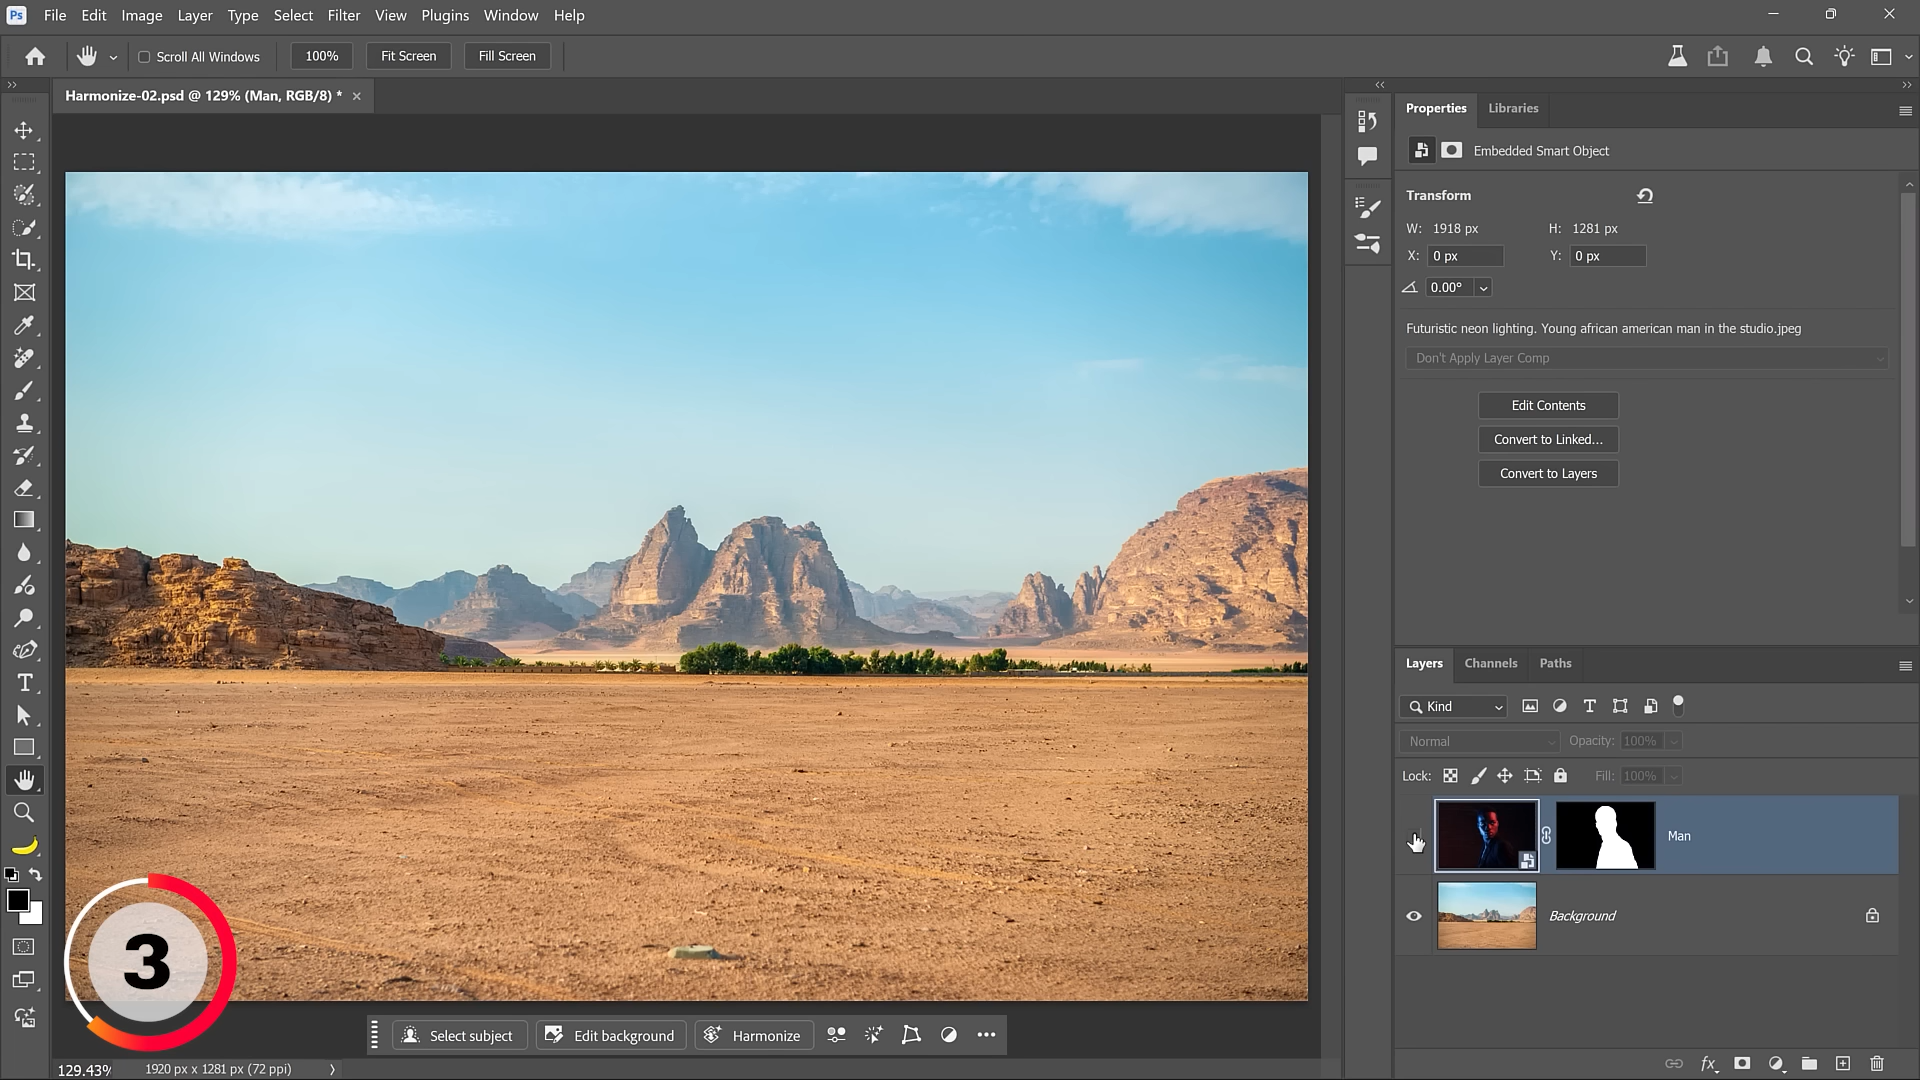 Ps File Edit Image Layer Type Select Filter View Plugins Window Help
Scroll All Windows 100% Fit Screen Fill Screen
Harmonize-02.psd @ 129% (Man, RGB/8) *
Properties Libraries
Embedded Smart Object
Transform
W: 1918 px H: 1281 px
X: 0 px Y: 0 px
0.00°
Futuristic neon lighting. Young african american man in the studio.jpeg
Don't Apply Layer Comp
Edit Contents
Convert to Linked...
Convert to Layers
Layers Channels Paths
Kind
Normal Opacity: 100%
Lock: Fill: 100%
Man
Background
3
Select subject Edit background Harmonize
129.43% 1920 px x 1281 px (72 ppi)
fx